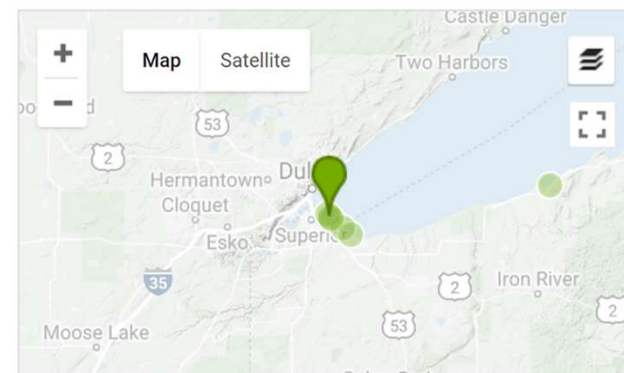 Castle Danger
+
Map Satellite
Two Harbors
−
53
2
Hermantown
Cloquet
Esko
Superior
35
2
Iron River
2
53
Moose Lake